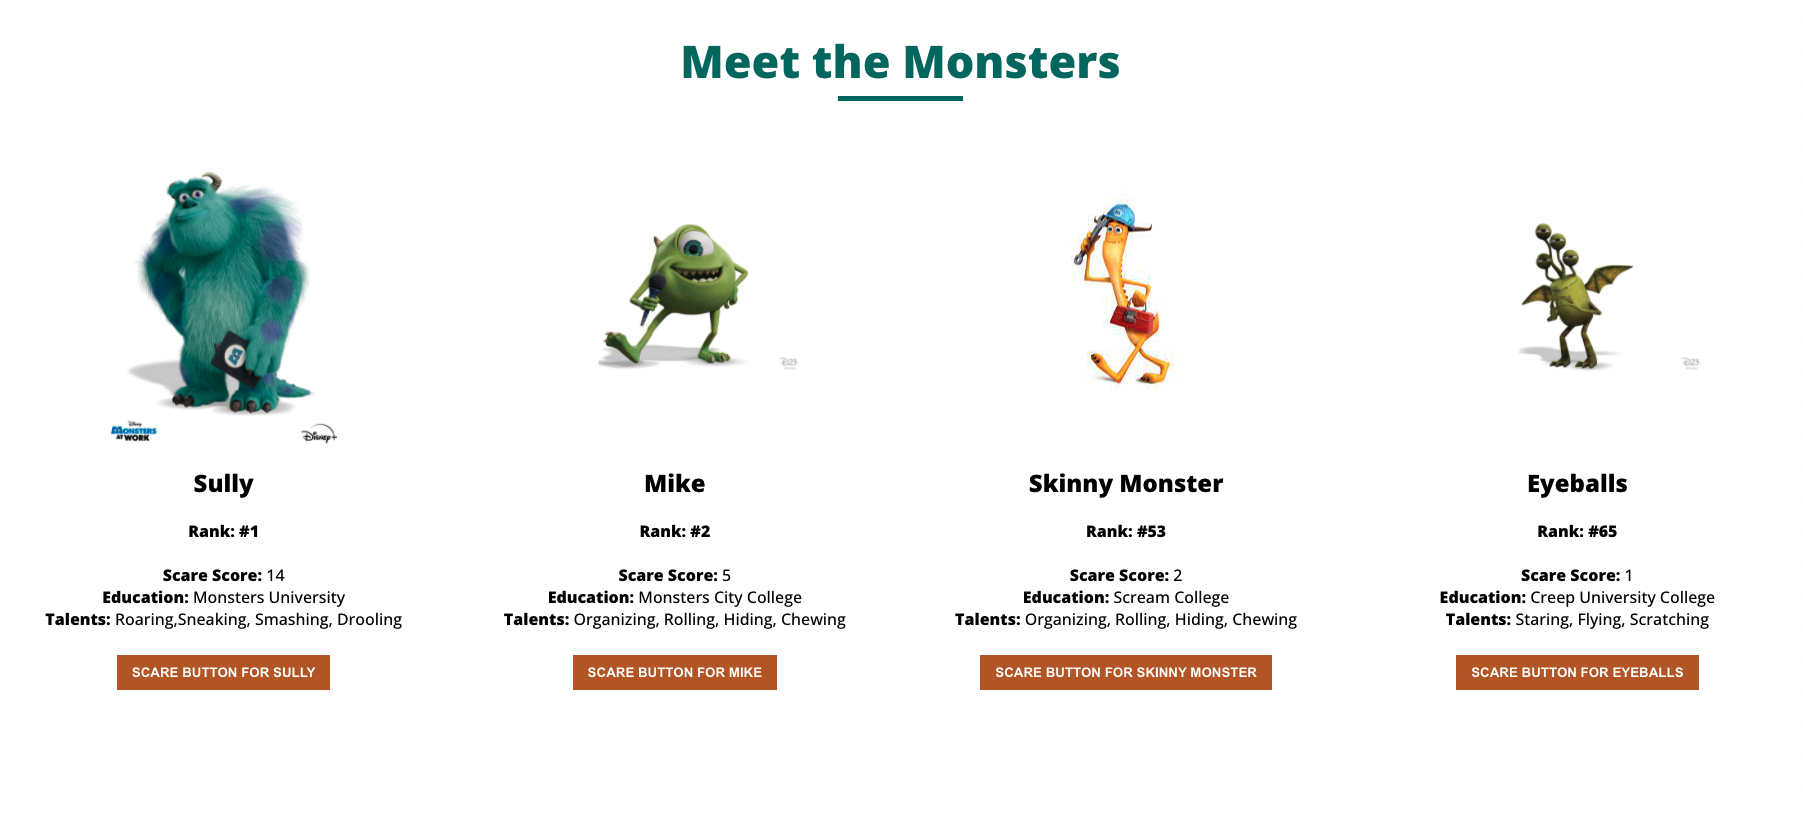 Meet the Monsters
Disney
MONSTERS
AT WORK
Disney+
D23
D23
Sully
Mike
Skinny Monster
Eyeballs
Rank: #1
Rank: #2
Rank: #53
Rank: #65
Scare Score: 14
Education: Monsters University
Talents: Roaring,Sneaking, Smashing, Drooling
Scare Score: 5
Education: Monsters City College
Talents: Organizing, Rolling, Hiding, Chewing
Scare Score: 2
Education: Scream College
Talents: Organizing, Rolling, Hiding, Chewing
Scare Score: 1
Education: Creep University College
Talents: Staring, Flying, Scratching
SCARE BUTTON FOR SULLY
SCARE BUTTON FOR MIKE
SCARE BUTTON FOR SKINNY MONSTER
SCARE BUTTON FOR EYEBALLS